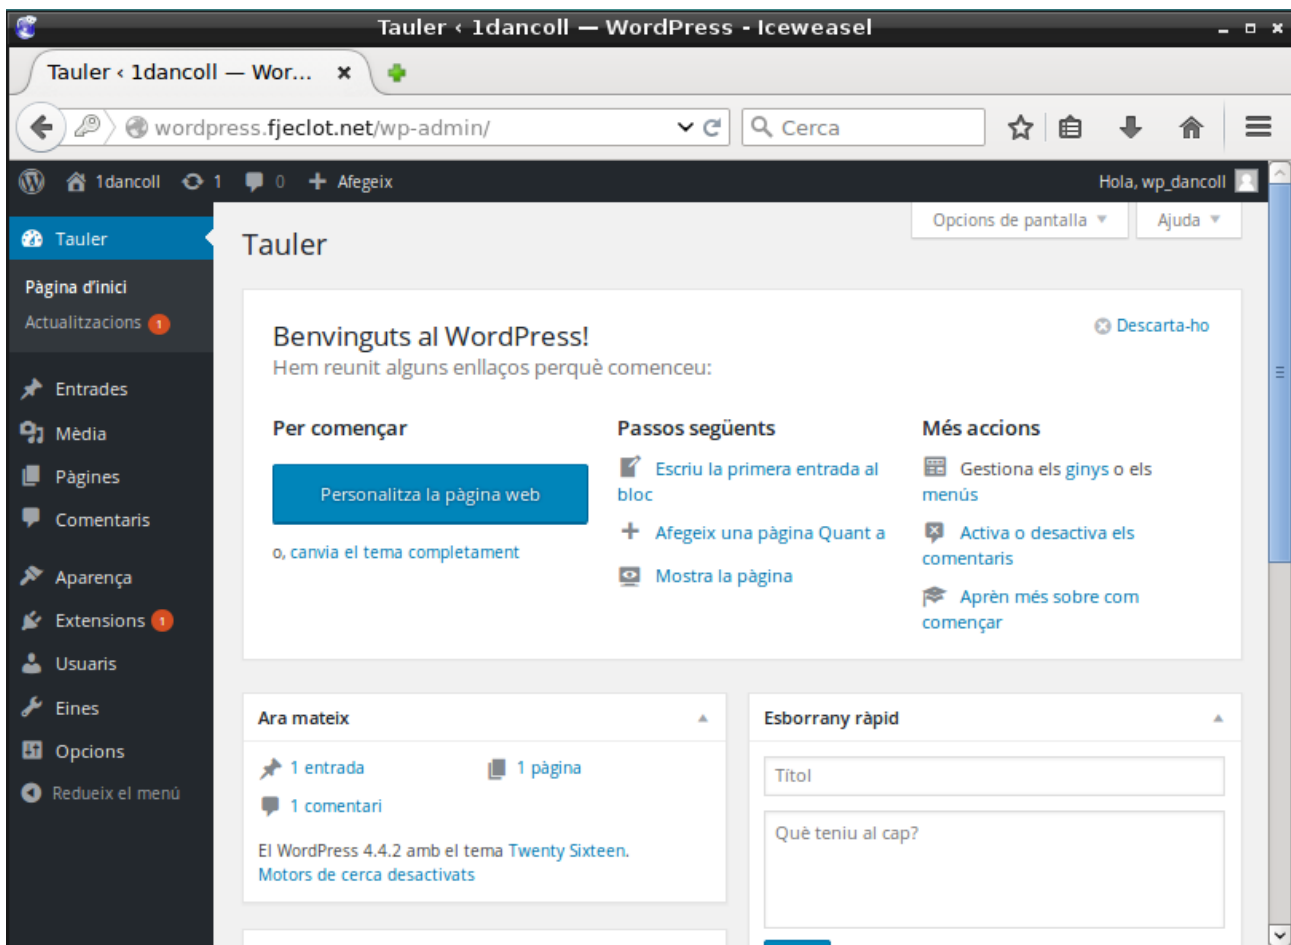 Tauler ‹ 1dancoll — WordPress - Iceweasel
Tauler ‹ 1dancoll — Wor...
wordpress.fjeclot.net/wp-admin/
Cerca
1dancoll 1 0 Afegeix
Hola, wp_dancoll
Opcions de pantalla
Ajuda
Tauler
Pàgina d'inici
Actualitzacions 1
Entrades
Mèdia
Pàgines
Comentaris
Aparença
Extensions 1
Usuaris
Eines
Opcions
Redueix el menú
Tauler
Benvinguts al WordPress!
Descarta-ho
Hem reunit alguns enllaços perquè comenceu:
Per començar
Personalitza la pàgina web
o, canvia el tema completament
Passos següents
Escriu la primera entrada al
bloc
Afegeix una pàgina Quant a
Mostra la pàgina
Més accions
Gestiona els ginys o els
menús
Activa o desactiva els
comentaris
Aprèn més sobre com
començar
Ara mateix
1 entrada
1 pàgina
1 comentari
El WordPress 4.4.2 amb el tema Twenty Sixteen.
Motors de cerca desactivats
Esborrany ràpid
Títol
Què teniu al cap?